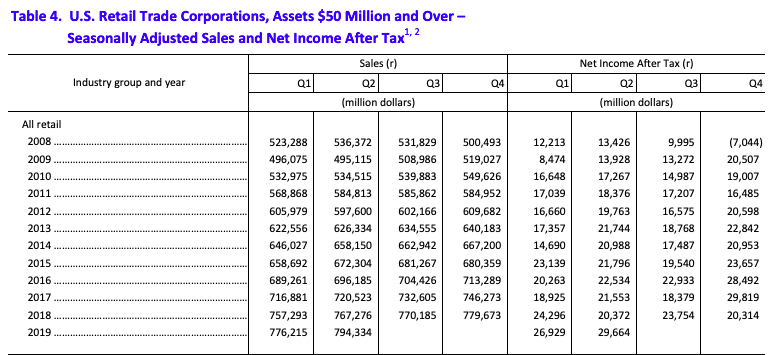 Table 4. U.S. Retail Trade Corporations, Assets $50 Million and Over –
Seasonally Adjusted Sales and Net Income After Tax1, 2
Industry group and year Sales (r) Net Income After Tax (r)
Q1 Q2 Q3 Q4 Q1 Q2 Q3 Q4
(million dollars) (million dollars)
All retail
2008 523,288 536,372 531,829 500,493 12,213 13,426 9,995 (7,044)
2009 496,075 495,115 508,986 519,027 8,474 13,928 13,272 20,507
2010 532,975 534,515 539,883 549,626 16,648 17,267 14,987 19,007
2011 568,868 584,813 585,862 584,952 17,039 18,376 17,207 16,485
2012 605,979 597,600 602,166 609,682 16,660 19,763 16,575 20,598
2013 622,556 626,334 634,555 640,183 17,357 21,744 18,768 22,842
2014 646,027 658,150 662,942 667,200 14,690 20,988 17,487 20,953
2015 658,692 672,304 681,267 680,359 23,139 21,796 19,540 23,657
2016 689,261 696,185 704,426 713,289 20,263 22,534 22,933 28,492
2017 716,881 720,523 732,605 746,273 18,925 21,553 18,379 29,819
2018 757,293 767,276 770,185 779,673 24,296 20,372 23,754 20,314
2019 776,215 794,334 26,929 29,664